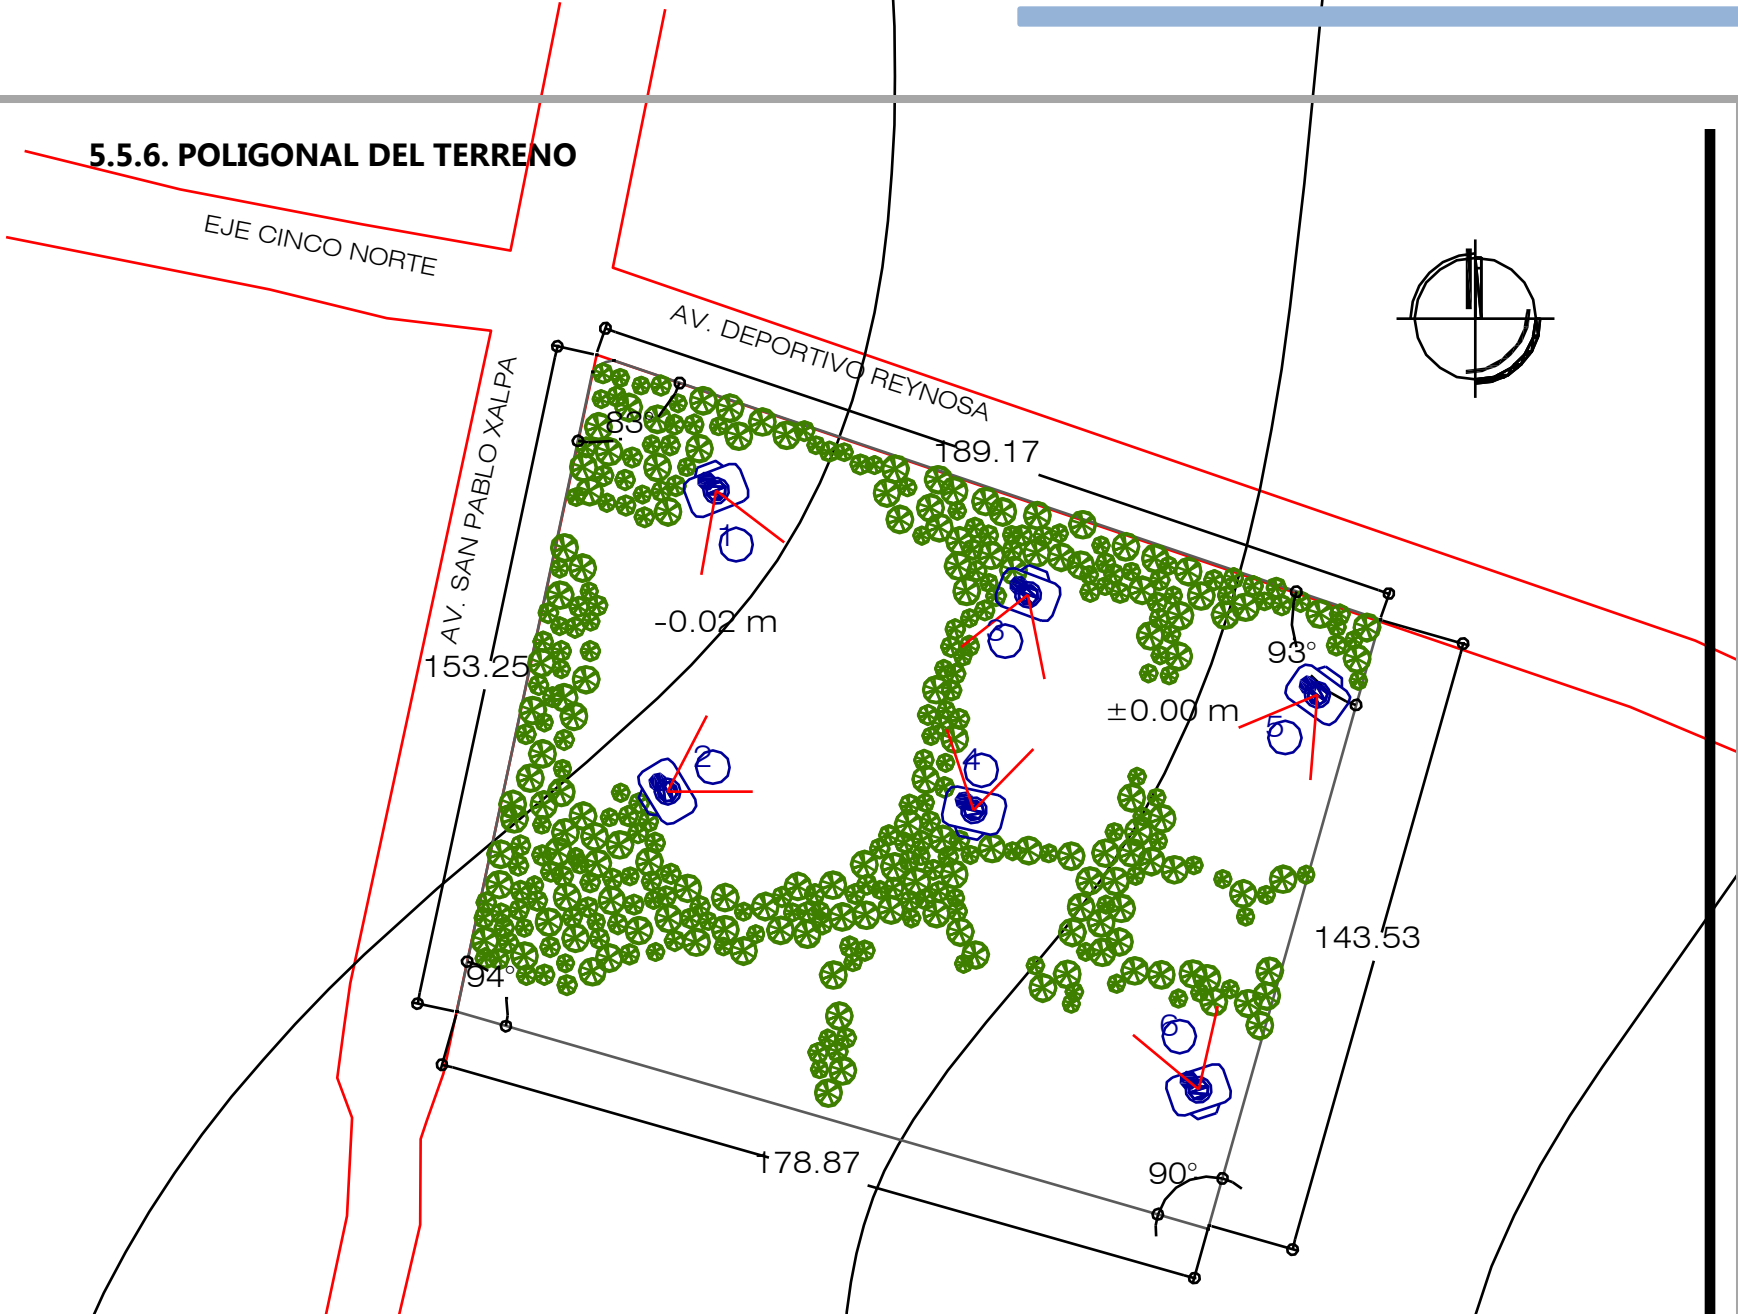 5.5.6. POLIGONAL DEL TERRENO
EJE CINCO NORTE
AV. DEPORTIVO REYNOSA
AV. SAN PABLO XALPA
83°
189.17
1
-0.02 m
3
153.25
93°
±0.00 m
5
2
4
143.53
94°
6
178.87
90°